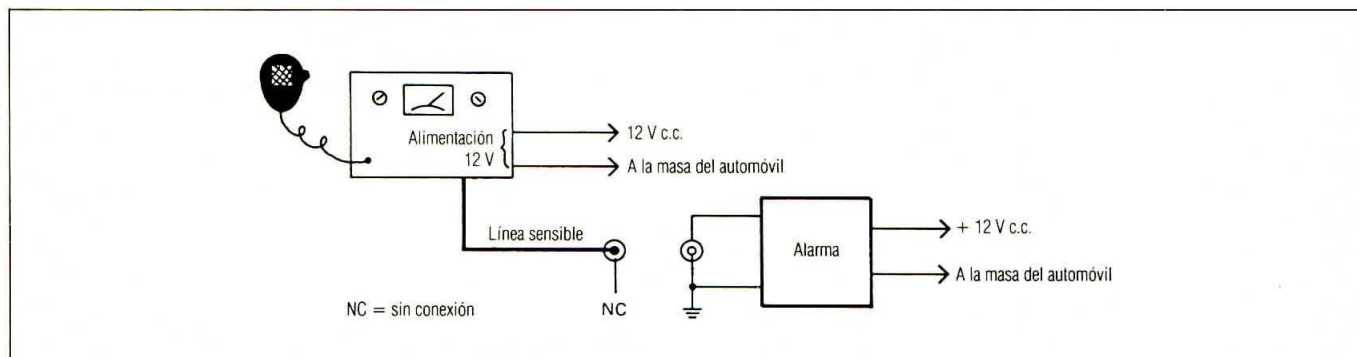 Alimentación
12 V
12 V c.c.
A la masa del automóvil
Línea sensible
NC
NC = sin conexión
Alarma
+ 12 V c.c.
A la masa del automóvil